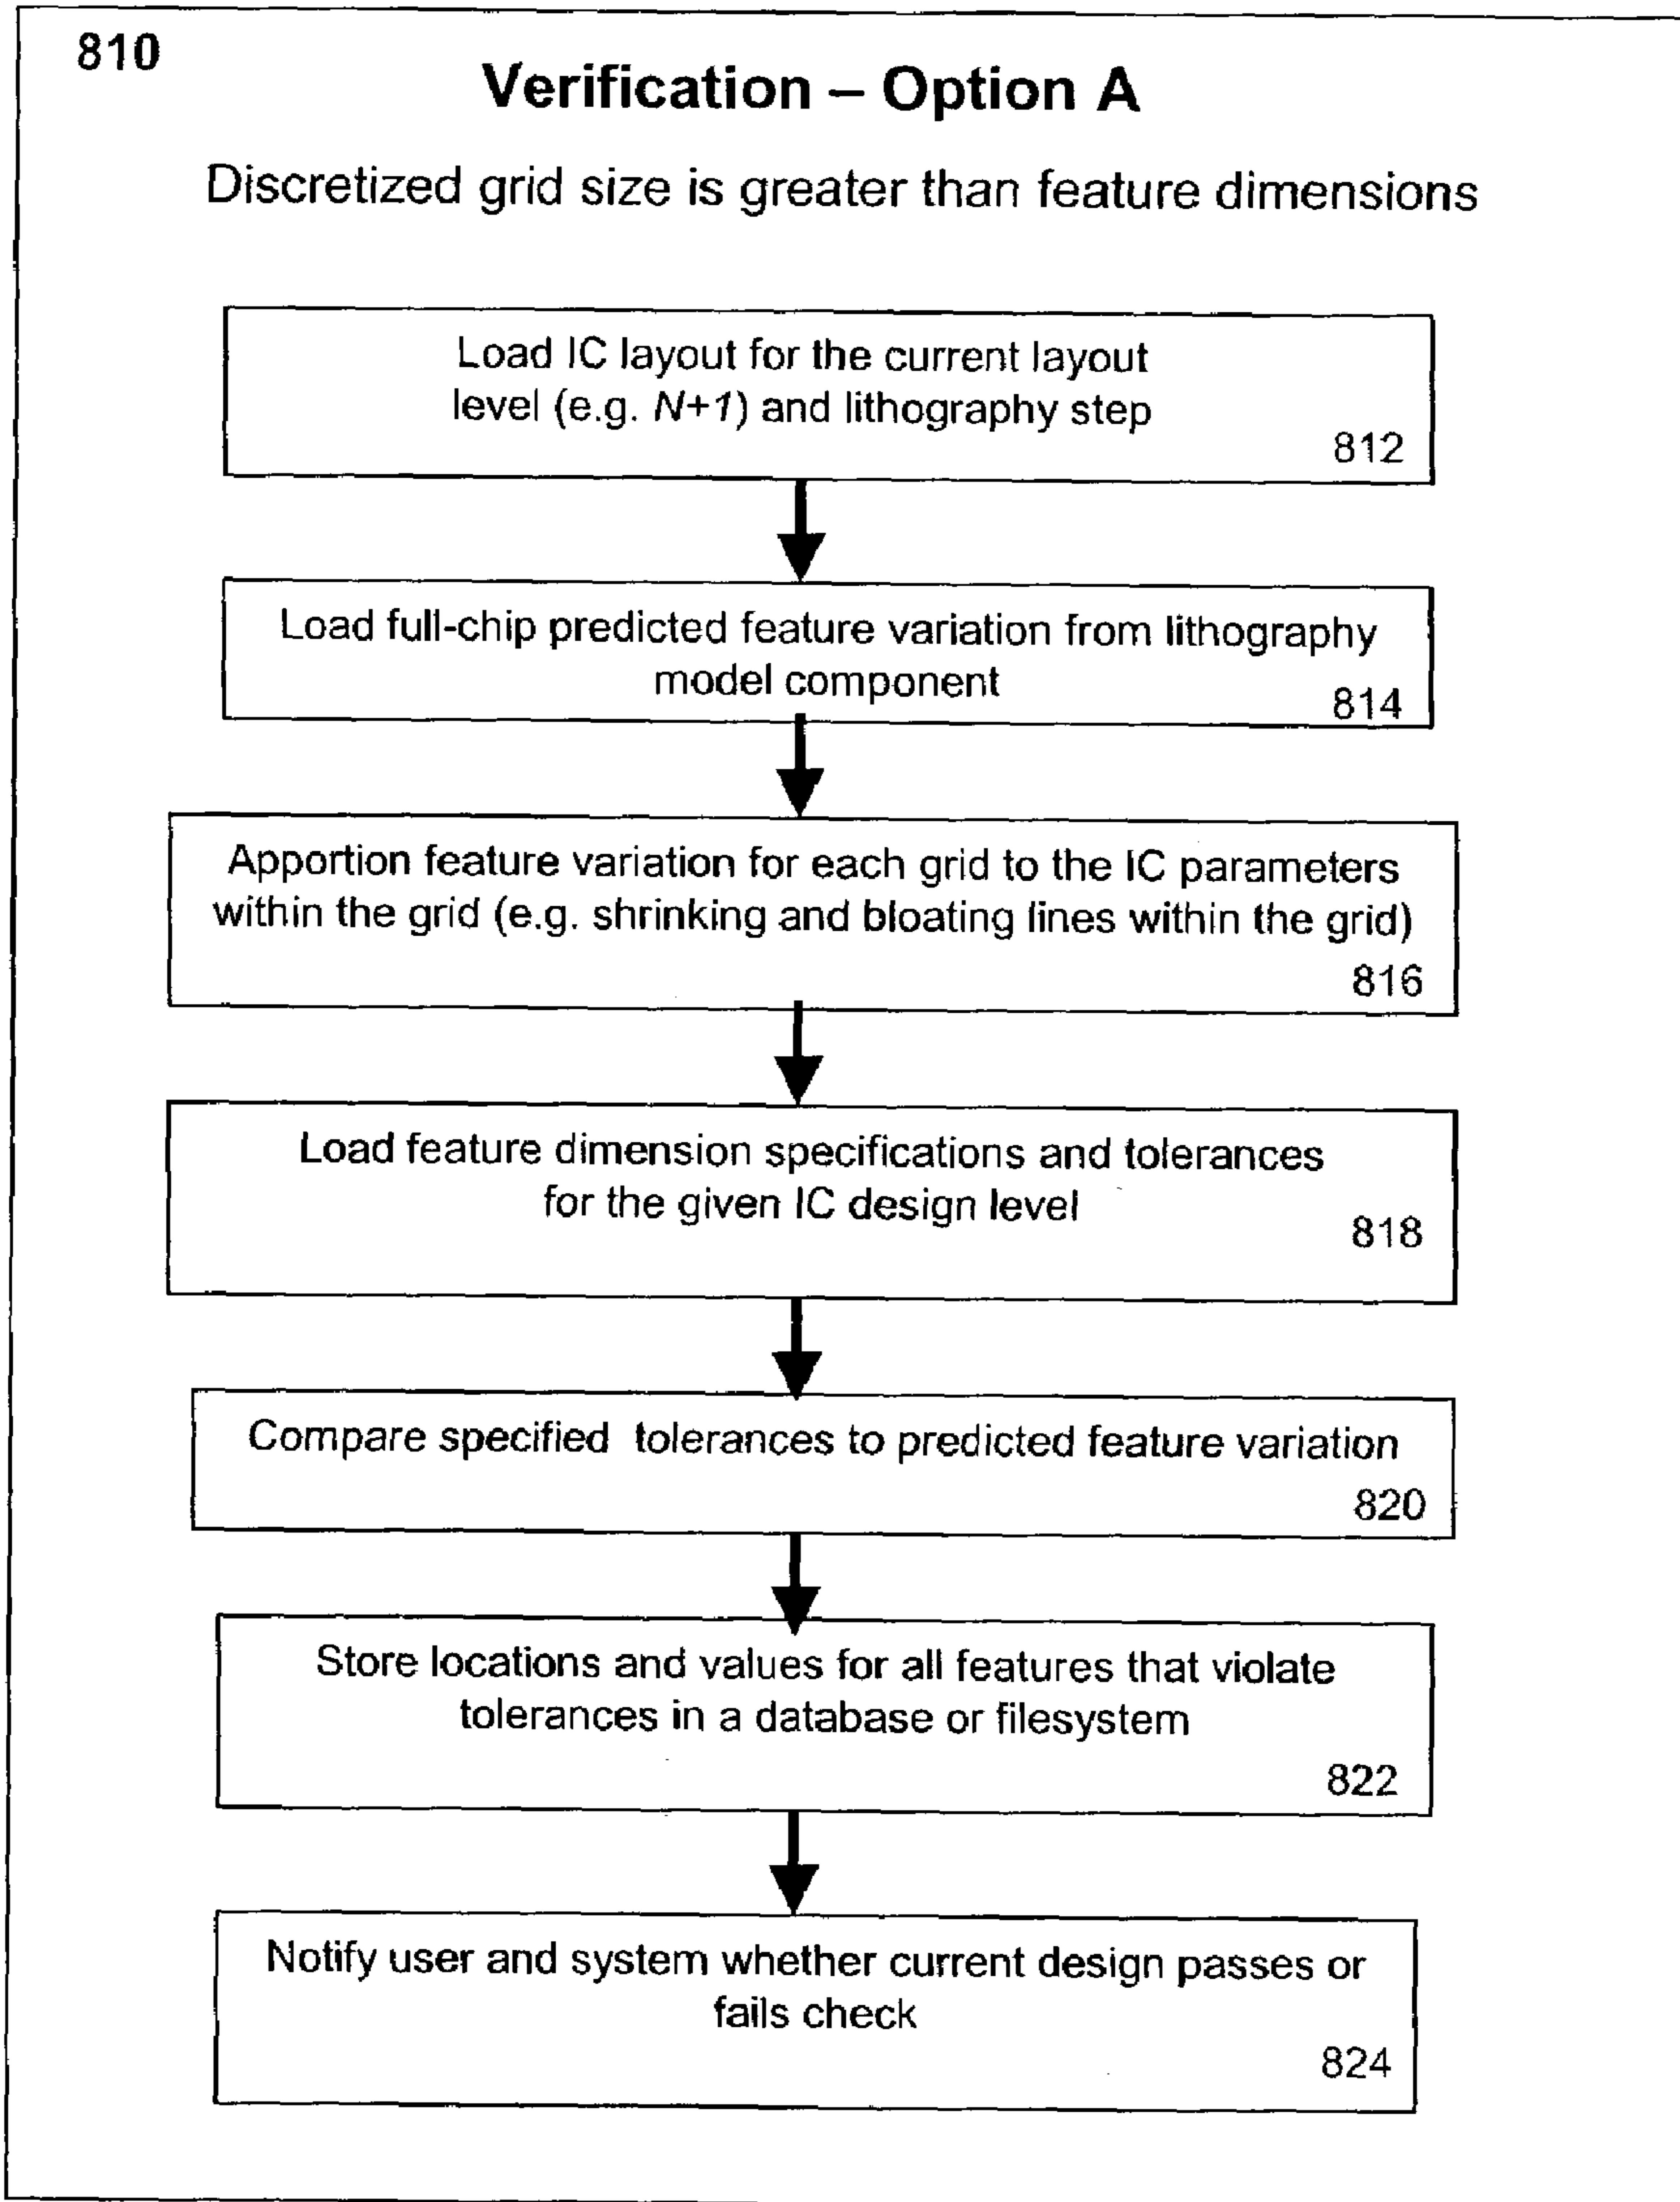 810
Verification – Option A
Discretized grid size is greater than feature dimensions
Load IC layout for the current layout
level (e.g. N+1) and lithography step
812
Load full-chip predicted feature variation from lithography
model component
814
Apportion feature variation for each grid to the IC parameters
within the grid (e.g. shrinking and bloating lines within the grid)
816
Load feature dimension specifications and tolerances
for the given IC design level
818
Compare specified tolerances to predicted feature variation
820
Store locations and values for all features that violate
tolerances in a database or filesystem
822
Notify user and system whether current design passes or
fails check
824